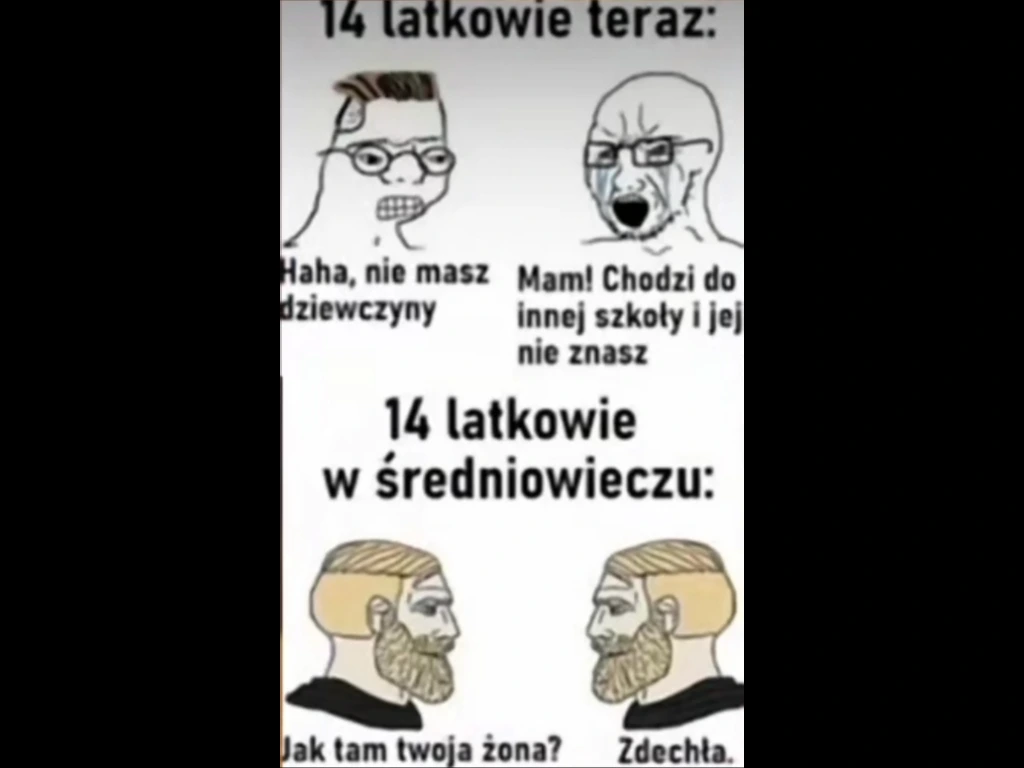 14 latkowie teraz:
Haha, nie masz
dziewczyny
Mam! Chodzi do
innej szkoły i jej
nie znasz
14 latkowie
w średniowieczu:
Jak tam twoja żona?
Zdechła.